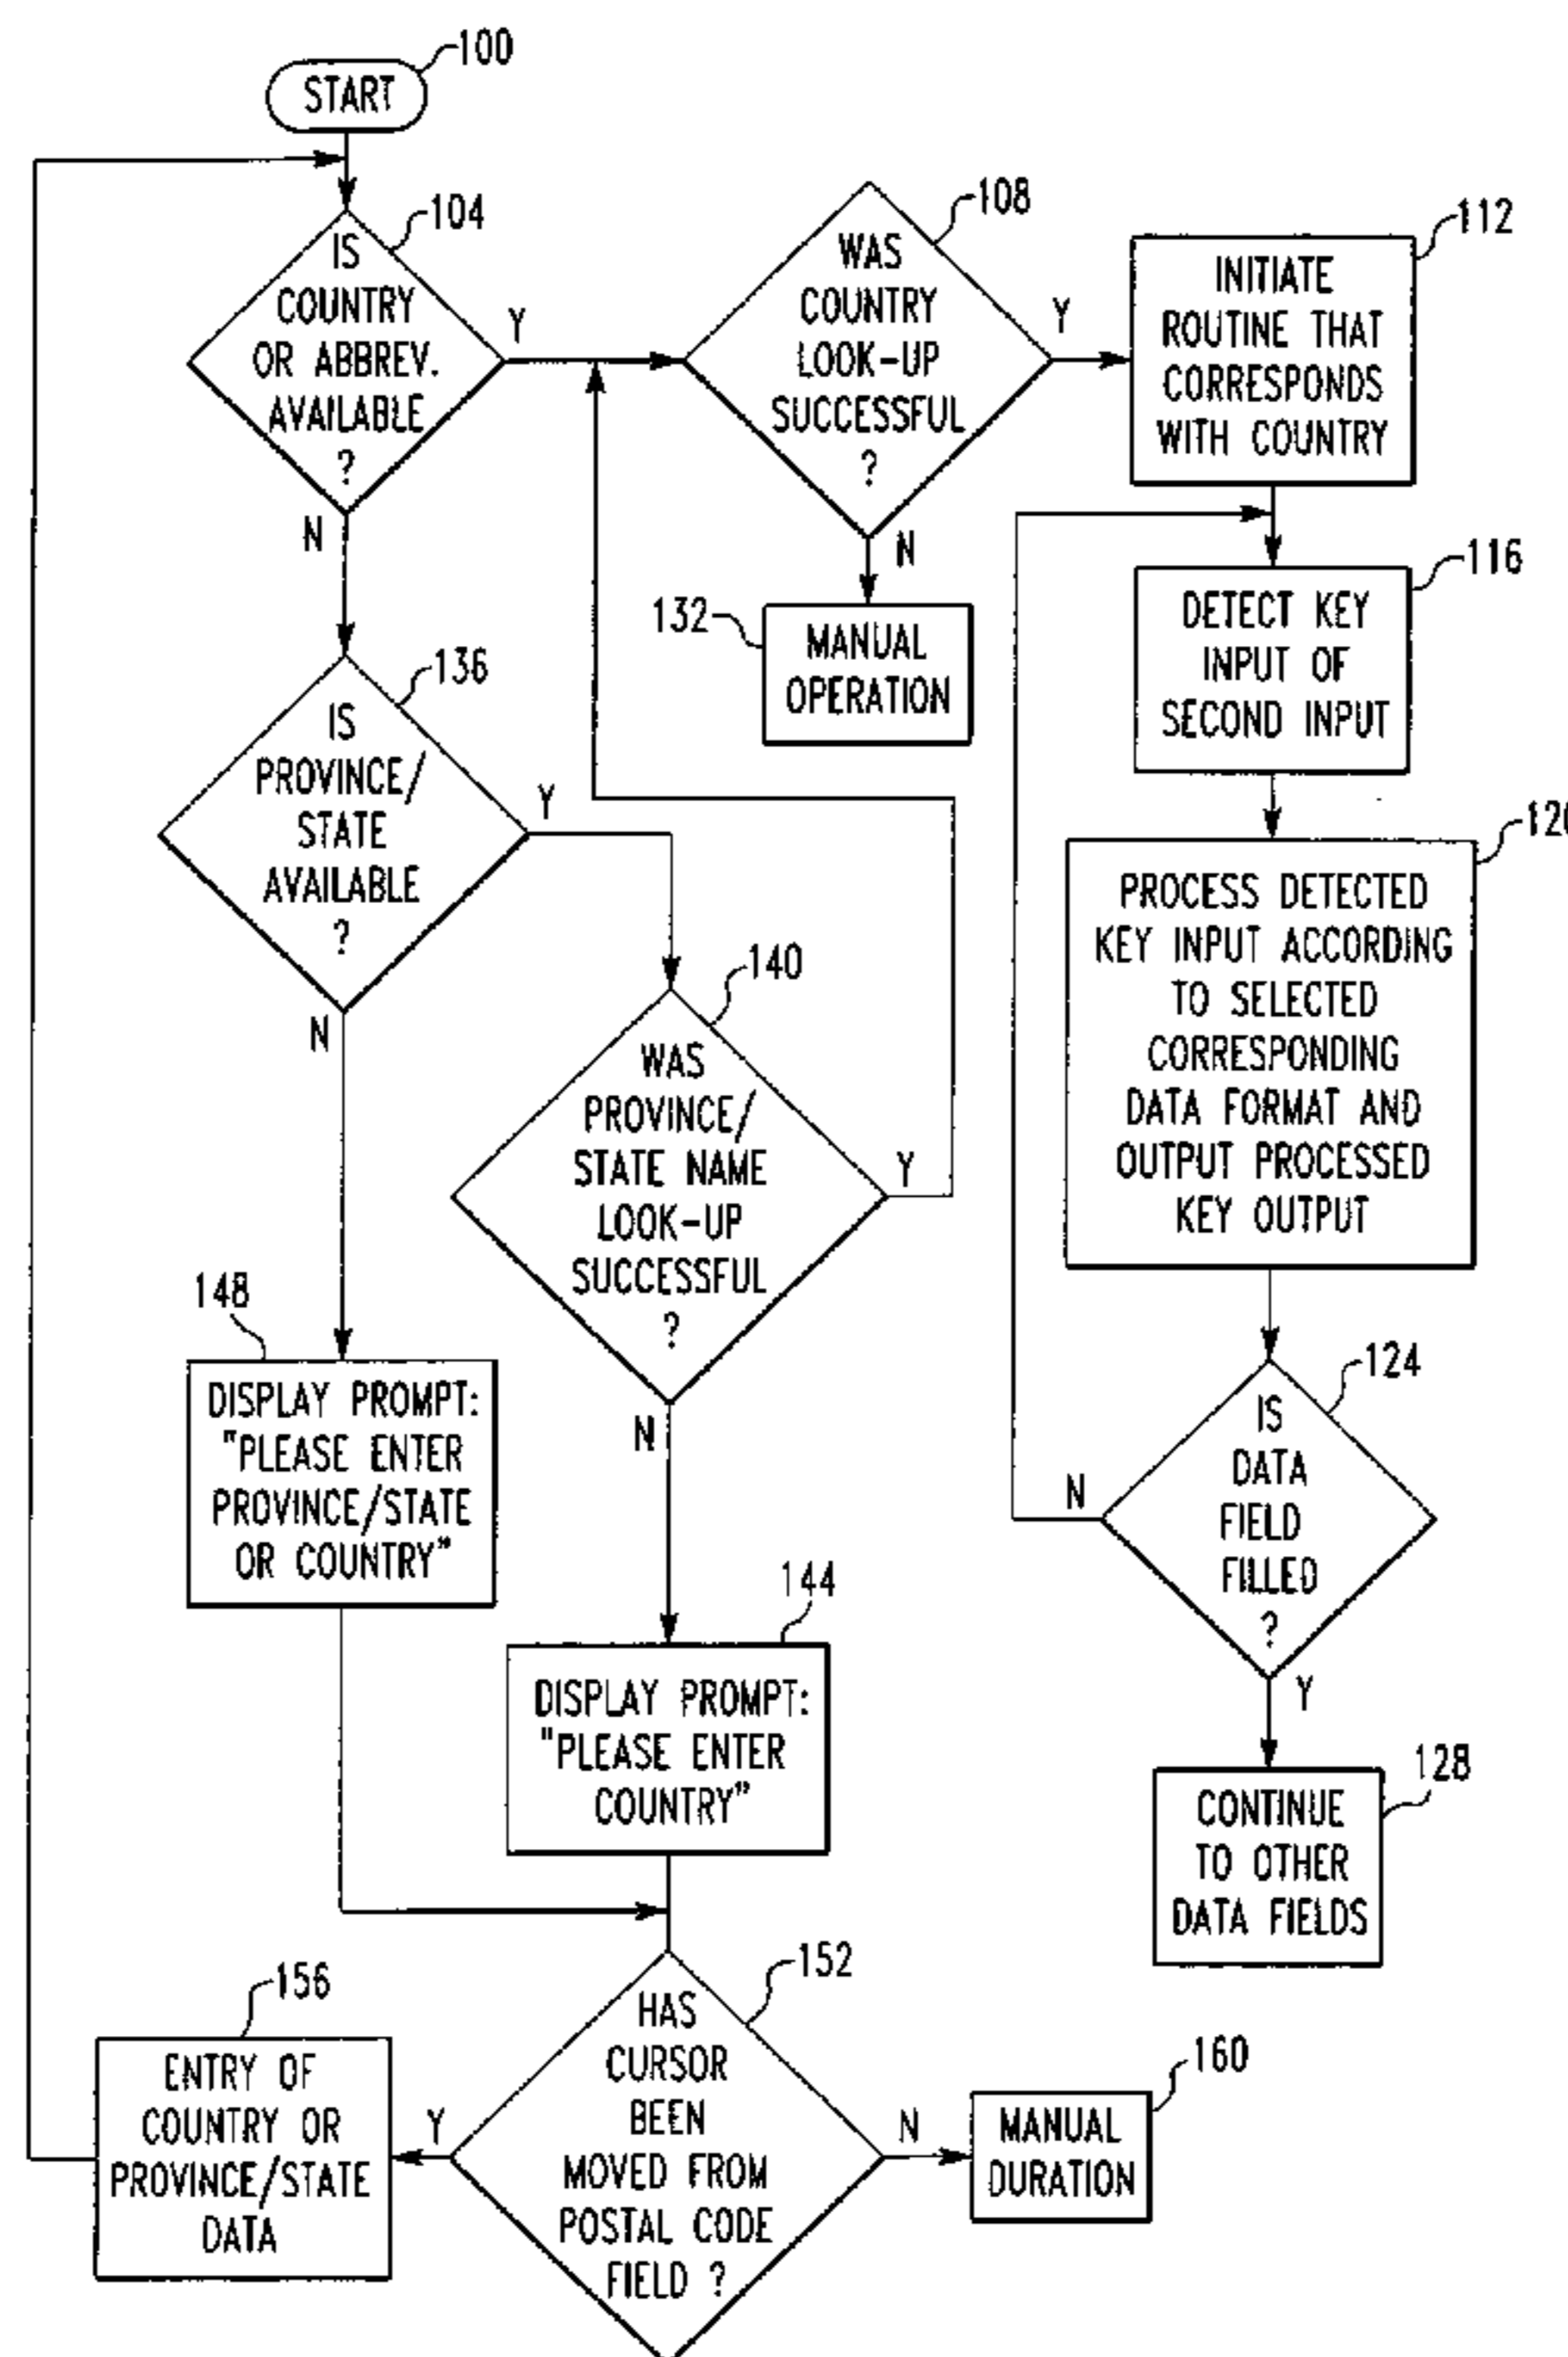 100
START
104
IS
COUNTRY
OR ABBREV.
AVAILABLE
?
Y
N
108
WAS
COUNTRY
LOOK-UP
SUCCESSFUL
?
Y
N
112
INITIATE
ROUTINE THAT
CORRESPONDS
WITH COUNTRY
116
DETECT KEY
INPUT OF
SECOND INPUT
132
MANUAL
OPERATION
136
IS
PROVINCE/
STATE
AVAILABLE
?
Y
N
PROCESS DETECTED
KEY INPUT ACCORDING
TO SELECTED
CORRESPONDING
DATA FORMAT AND
OUTPUT PROCESSED
KEY OUTPUT
140
WAS
PROVINCE/
STATE NAME
LOOK-UP
SUCCESSFUL
?
Y
N
124
IS
DATA
FIELD
FILLED
?
N
Y
148
DISPLAY PROMPT:
"PLEASE ENTER
PROVINCE/STATE
OR COUNTRY"
144
DISPLAY PROMPT:
"PLEASE ENTER
COUNTRY"
128
CONTINUE
TO OTHER
DATA FIELDS
152
HAS
CURSOR
BEEN
MOVED FROM
POSTAL CODE
FIELD ?
Y
N
156
ENTRY OF
COUNTRY OR
PROVINCE/STATE
DATA
160
MANUAL
DURATION